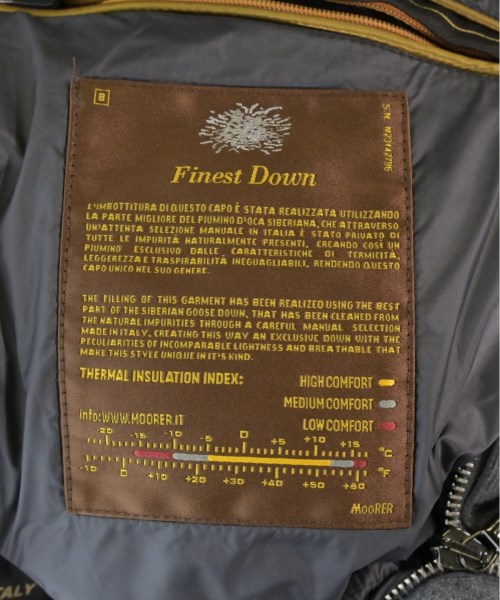 B
S.N. M23142796
Finest Down
L'IMBOTTITURA DI QUESTO CAPO È STATA REALIZZATA UTILIZZANDO
LA PARTE MIGLIORE DEL PIUMINO D'OCA SIBERIANA, CHE ATTRAVERSO
UN'ATTENTA SELEZIONE MANUALE IN ITALIA È STATO PRIVATO DI
TUTTE LE IMPURITÀ NATURALMENTE PRESENTI, CREANDO COSÌ UN
PIUMINO ESCLUSIVO DALLE CARATTERISTICHE DI TERMICITÀ,
LEGGEREZZA E TRASPIRABILITÀ INEGUAGLIABILI, RENDENDO QUESTO
CAPO UNICO NEL SUO GENERE.
THE FILLING OF THIS GARMENT HAS BEEN REALIZED USING THE BEST
PART OF THE SIBERIAN GOOSE DOWN, THAT HAS BEEN CLEANED FROM
THE NATURAL IMPURITIES THROUGH A CAREFUL MANUAL SELECTION
MADE IN ITALY, CREATING THIS WAY AN EXCLUSIVE DOWN WITH THE
PECULIARITIES OF INCOMPARABLE LIGHTNESS AND BREATHABLE THAT
MAKE THIS STYLE UNIQUE IN IT'S KIND.
THERMAL INSULATION INDEX: HIGH COMFORT
MEDIUM COMFORT
info: WWW.MOORER.IT LOW COMFORT
-20 -15 -10 -5 0 +5 +10 +15 °C
-10 0 +10 +20 +30 +40 +50 +60 °F
MOORER
ITALY